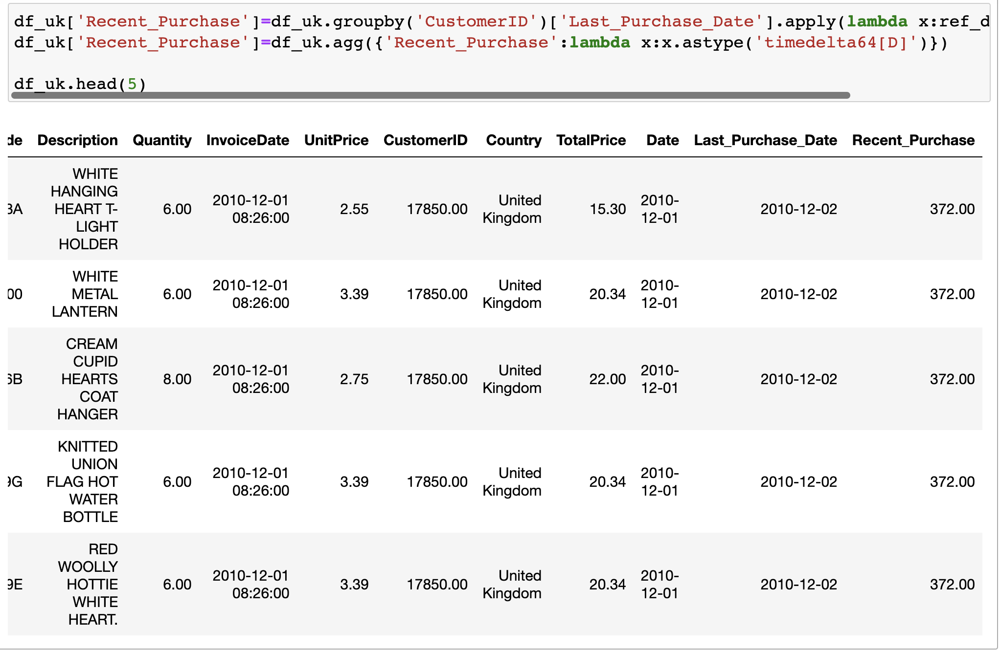 df_uk['Recent_Purchase']=df_uk.groupby('CustomerID')['Last_Purchase_Date'].apply(lambda x:ref_d
df_uk['Recent_Purchase']=df_uk.agg({'Recent_Purchase':lambda x:x.astype('timedelta64[D]')})
df_uk.head(5)
de Description Quantity InvoiceDate UnitPrice CustomerID Country TotalPrice Date Last_Purchase_Date Recent_Purchase
WHITE
HANGING 2010-12-01 United 2010-
3A HEART T- 6.00 08:26:00 2.55 17850.00 Kingdom 15.30 12-01 2010-12-02 372.00
LIGHT
HOLDER
WHITE 2010-12-01 United 2010-
00 METAL 6.00 08:26:00 3.39 17850.00 Kingdom 20.34 12-01 2010-12-02 372.00
LANTERN
CREAM
CUPID 2010-12-01 United 2010-
6B HEARTS 8.00 08:26:00 2.75 17850.00 Kingdom 22.00 12-01 2010-12-02 372.00
COAT
HANGER
KNITTED
UNION 2010-12-01 United 2010-
9G FLAG HOT 6.00 08:26:00 3.39 17850.00 Kingdom 20.34 12-01 2010-12-02 372.00
WATER
BOTTLE
RED
WOOLLY 2010-12-01 United 2010-
9E HOTTIE 6.00 08:26:00 3.39 17850.00 Kingdom 20.34 12-01 2010-12-02 372.00
WHITE
HEART.